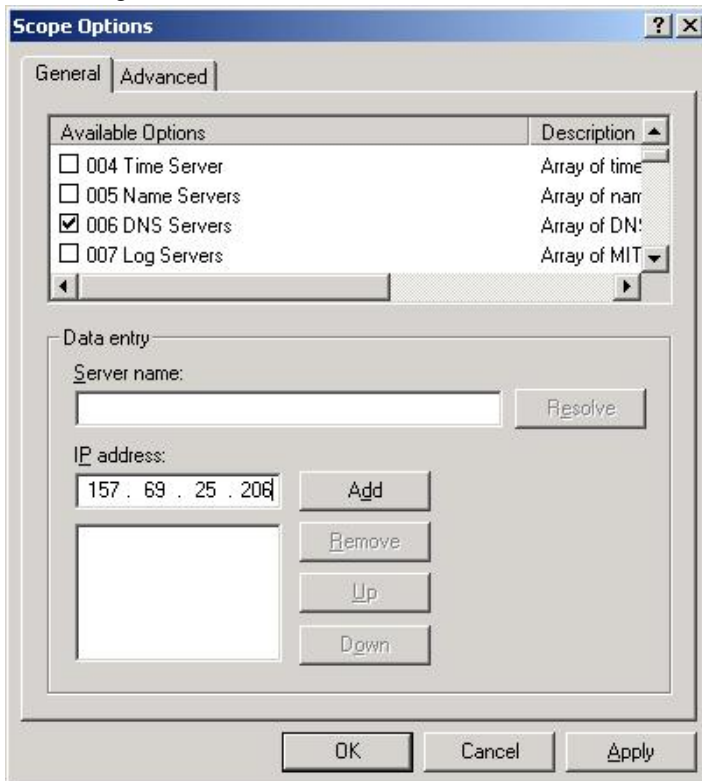 Scope Options
General Advanced
Available Options Description
004 Time Server Array of time
005 Name Servers Array of nam
006 DNS Servers Array of DN
007 Log Servers Array of MIT
Data entry
Server name:
Resolve
IP address:
157 . 69 . 25 . 206 Add
Remove
Up
Down
OK Cancel Apply